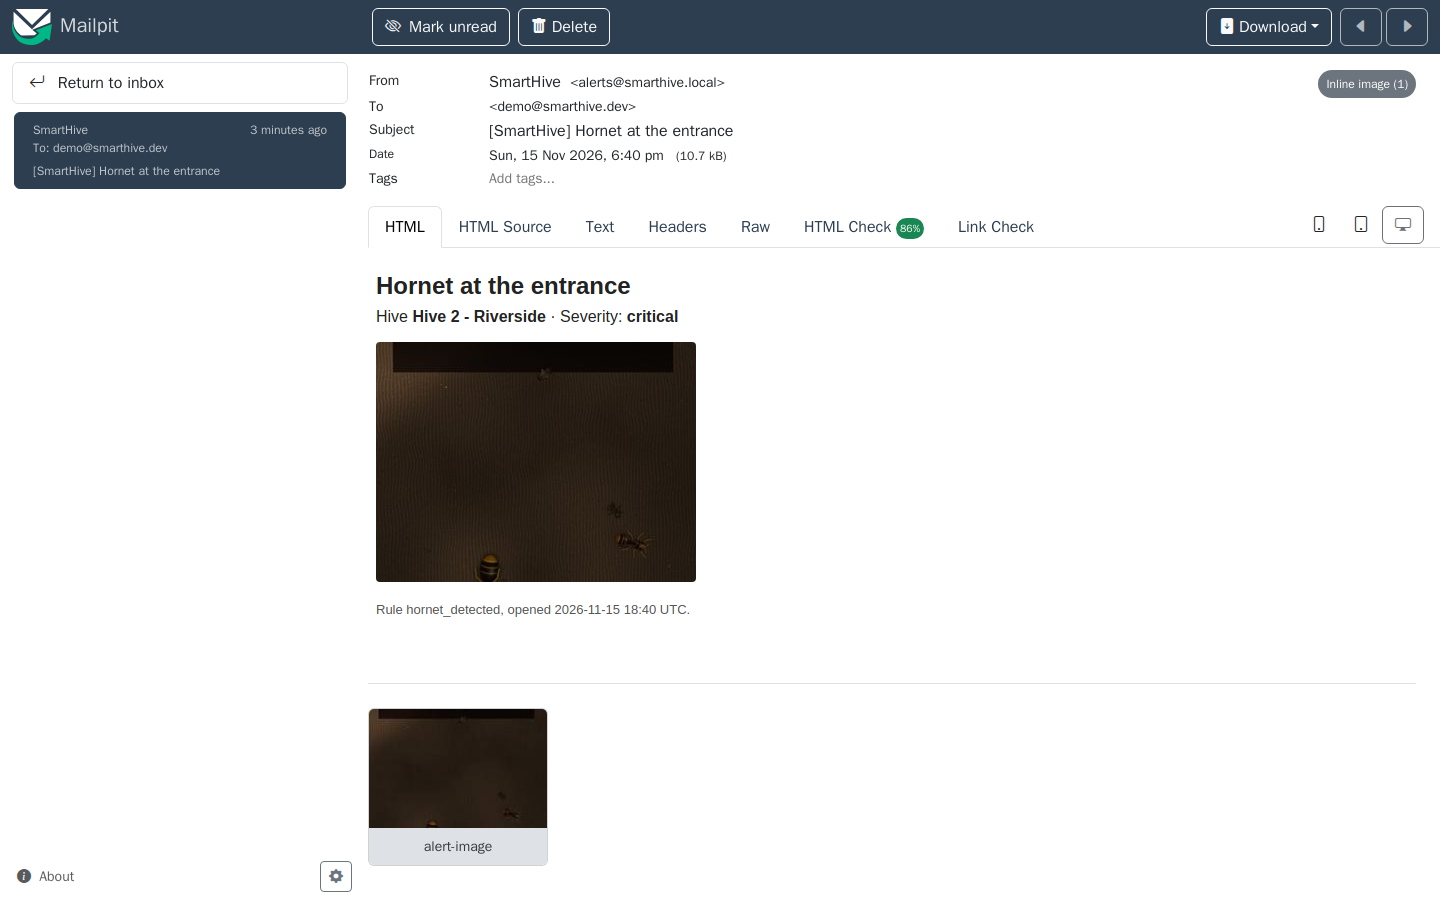 Mailpit
Mark unread
Delete
Download
Return to inbox
SmartHive
3 minutes ago
To: demo@smarthive.dev
[SmartHive] Hornet at the entrance
From
SmartHive <alerts@smarthive.local>
Inline image (1)
To
<demo@smarthive.dev>
Subject
[SmartHive] Hornet at the entrance
Date
Sun, 15 Nov 2026, 6:40 pm (10.7 kB)
Tags
Add tags...
HTML
HTML Source
Text
Headers
Raw
HTML Check 86%
Link Check
Hornet at the entrance
Hive Hive 2 - Riverside · Severity: critical
Rule hornet_detected, opened 2026-11-15 18:40 UTC.
alert-image
About